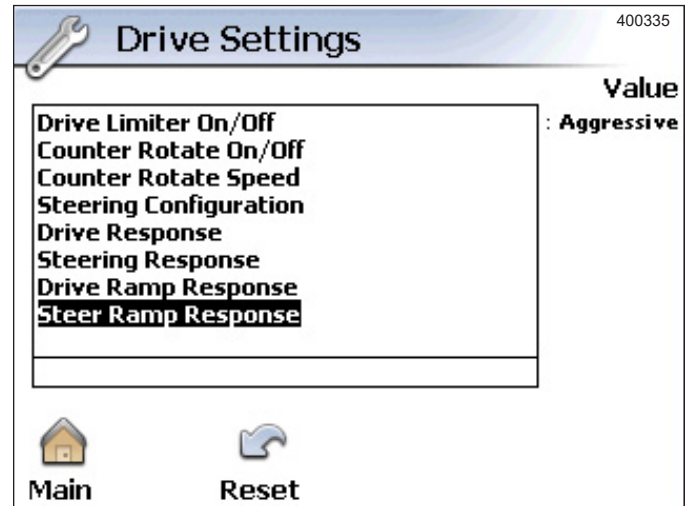 400335
Drive Settings
Value
Drive Limiter On/Off
: Aggressive
Counter Rotate On/Off
Counter Rotate Speed
Steering Configuration
Drive Response
Steering Response
Drive Ramp Response
Steer Ramp Response
Main
Reset